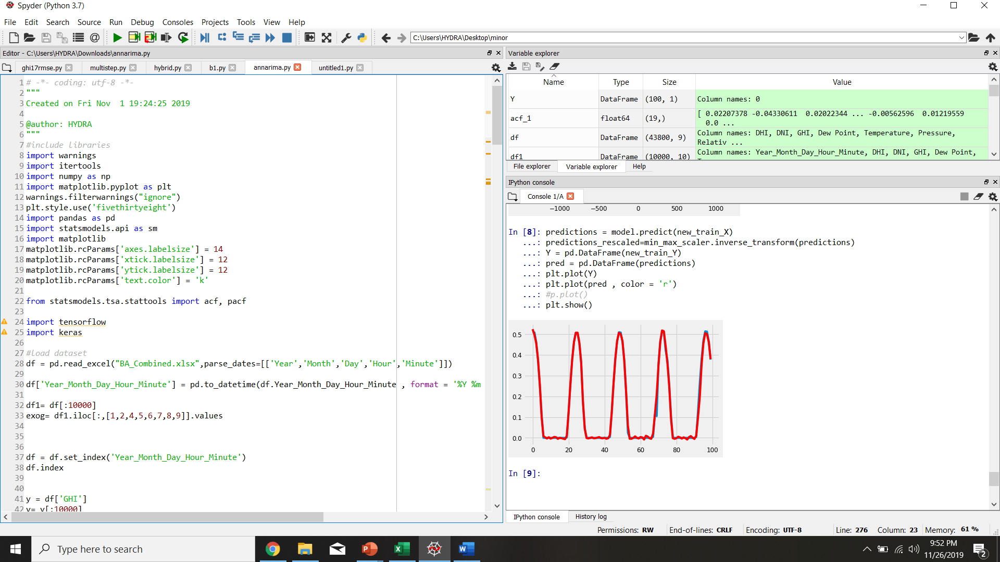 Spyder (Python 3.7)
File Edit Search Source Run Debug Consoles Projects Tools View Help
C:\Users\HYDRA\Desktop\minor
Editor - C:\Users\HYDRA\Downloads\annarima.py
ghi17rmse.py multistep.py hybrid.py b1.py annarima.py untitled1.py
1 # -*- coding: utf-8 -*-
2 """
3 Created on Fri Nov  1 19:24:25 2019
4
5 @author: HYDRA
6 """
7 #include libraries
8 import warnings
9 import itertools
10 import numpy as np
11 import matplotlib.pyplot as plt
12 warnings.filterwarnings("ignore")
13 plt.style.use('fivethirtyeight')
14 import pandas as pd
15 import statsmodels.api as sm
16 import matplotlib
17 matplotlib.rcParams['axes.labelsize'] = 14
18 matplotlib.rcParams['xtick.labelsize'] = 12
19 matplotlib.rcParams['ytick.labelsize'] = 12
20 matplotlib.rcParams['text.color'] = 'k'
21
22 from statsmodels.tsa.stattools import acf, pacf
23
24 import tensorflow
25 import keras
26
27 #load dataset
28 df = pd.read_excel("BA_Combined.xlsx",parse_dates=[['Year','Month','Day','Hour','Minute']])
29
30 df['Year_Month_Day_Hour_Minute'] = pd.to_datetime(df.Year_Month_Day_Hour_Minute , format = '%Y %m
31
32 df1= df[:10000]
33 exog= df1.iloc[:,[1,2,4,5,6,7,8,9]].values
34
35
36
37 df = df.set_index('Year_Month_Day_Hour_Minute')
38 df.index
39
40
41 y = df['GHI']
42 y= y[:10000]
Variable explorer
Name Type Size Value
Y DataFrame (100, 1) Column names: 0
acf_1 float64 (19,) [ 0.02207378 -0.04330611  0.02022344 ... -0.00562596  0.01219559
0.0 ...
df DataFrame (43800, 9) Column names: DHI, DNI, GHI, Dew Point, Temperature, Pressure,
Relativ ...
df1 DataFrame (10000, 10) Column names: Year_Month_Day_Hour_Minute, DHI, DNI, GHI, Dew Point,
File explorer Variable explorer Help
IPython console
Console 1/A
−1000 −500 0 500 1000
In [8]: predictions = model.predict(new_train_X)
...: predictions_rescaled=min_max_scaler.inverse_transform(predictions)
...: Y = pd.DataFrame(new_train_Y)
...: pred = pd.DataFrame(predictions)
...: plt.plot(Y)
...: plt.plot(pred , color = 'r')
...: #p.plot()
...: plt.show()
0.5
0.4
0.3
0.2
0.1
0.0
0 20 40 60 80 100
In [9]:
IPython console History log
Permissions: RW End-of-lines: CRLF Encoding: UTF-8 Line: 276 Column: 23 Memory: 61 %
Type here to search
9:52 PM
11/26/2019
2